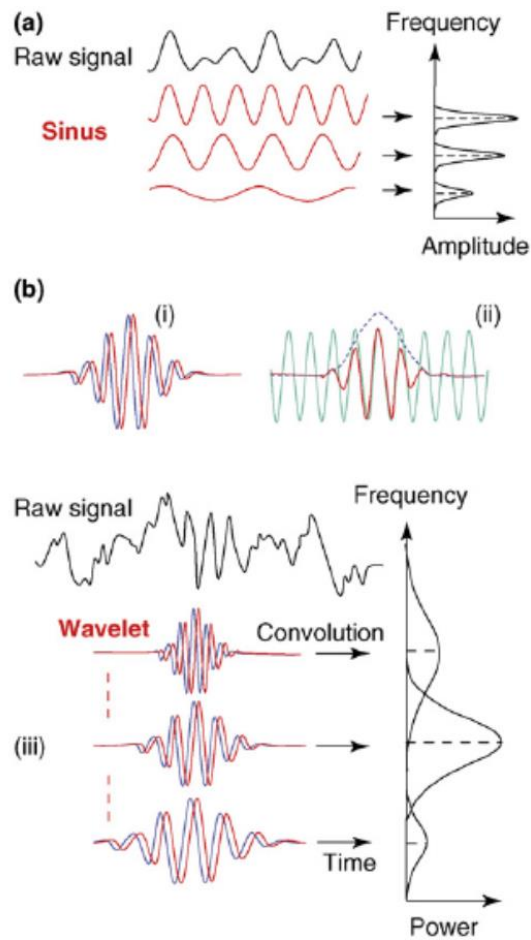 (a)
Frequency
Raw signal
Sinus
Amplitude
(b)
(i)
(ii)
Frequency
Raw signal
Wavelet
Convolution
(iii)
Time
Power